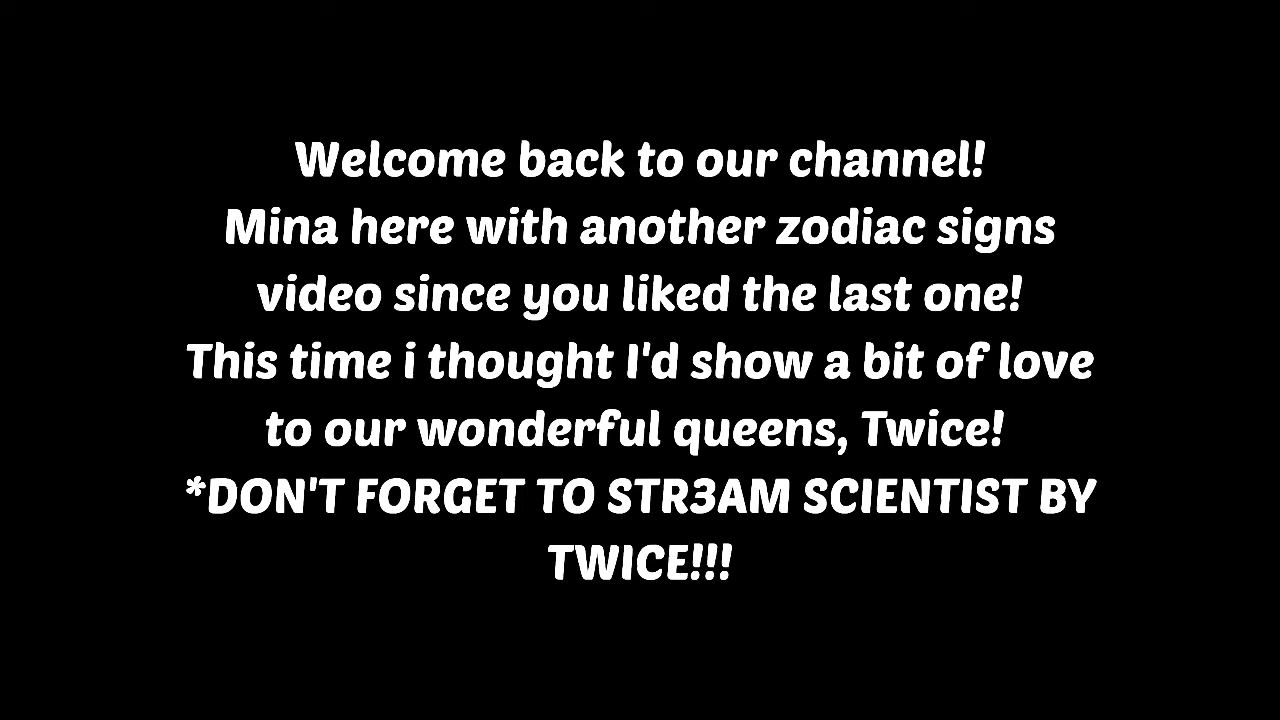 Welcome back to our channel!
Mina here with another zodiac signs
video since you liked the last one!
This time i thought I'd show a bit of love
to our wonderful queens, Twice!
*DON'T FORGET TO STR3AM SCIENTIST BY
TWICE!!!